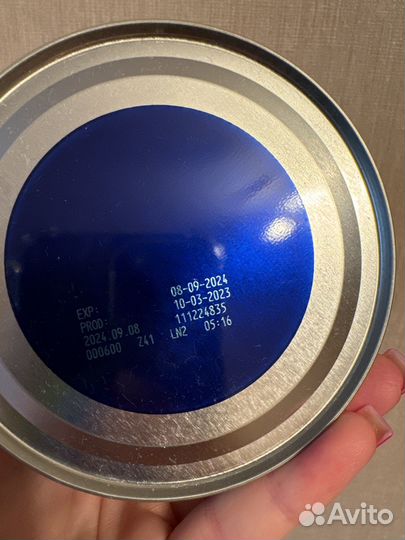 EXP: 08-09-2024
PROD: 10-03-2023
2024.09.08 111224835
000600 Z41 LN2 05:16
Avito